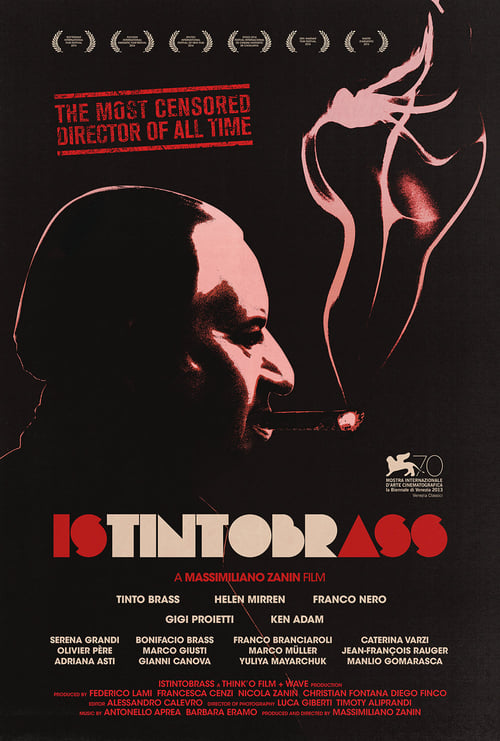 THE MOST CENSORED
DIRECTOR OF ALL TIME
70
MOSTRA INTERNAZIONALE
D'ARTE CINEMATOGRAFICA
la Biennale di Venezia 2013
Venezia Classici
ISTINTOBRASS
A MASSIMILIANO ZANIN FILM
TINTO BRASS HELEN MIRREN FRANCO NERO
GIGI PROIETTI KEN ADAM
SERENA GRANDI BONIFACIO BRASS FRANCO BRANCIAROLI CATERINA VARZI
OLIVIER PÈRE MARCO GIUSTI MARCO MÜLLER JEAN-FRANÇOIS RAUGER
ADRIANA ASTI GIANNI CANOVA YULIYA MAYARCHUK MANLIO GOMARASCA
ISTINTOBRASS A THINK'O FILM + WAVE PRODUCTION
PRODUCED BY FEDERICO LAMI FRANCESCA CENZI NICOLA ZANIN CHRISTIAN FONTANA DIEGO FINCO
EDITOR ALESSANDRO CALEVRO DIRECTOR OF PHOTOGRAPHY LUCA GIBERTI TIMOTY ALIPRANDI
MUSIC BY ANTONELLO APREA BARBARA ERAMO PRODUCED AND DIRECTED BY MASSIMILIANO ZANIN